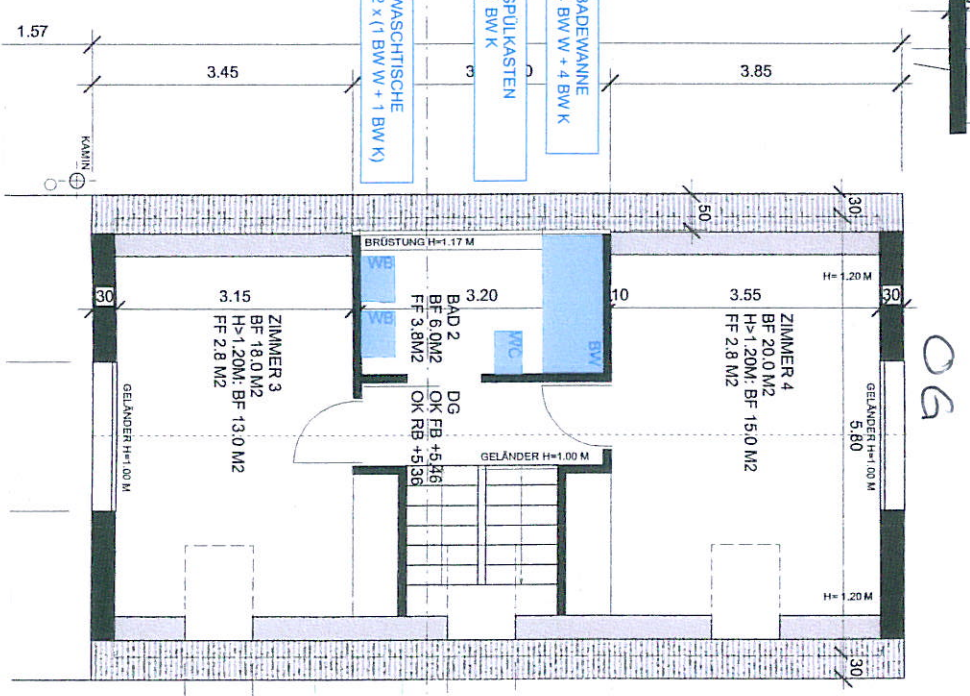 1.57
3.45
3.85
WASCHTISCHE
2 x (1 BW W + 1 BW K)
SPÜLKASTEN
BW K
BADEWANNE
BW W + 4 BW K
KAMIN
50
30
BRÜSTUNG H=1.17 M
WB
WB
WC
BW
H= 1.20 M
30
3.15
3.20
10
3.55
30
ZIMMER 3
BF 18.0 M2
H>1.20M: BF 13.0 M2
FF 2.8 M2
BAD 2
BF 6.0M2
FF 3.8M2
DG
OK FB +5.46
OK RB +5.36
ZIMMER 4
BF 20.0 M2
H>1.20M: BF 15.0 M2
FF 2.8 M2
GELÄNDER H=1.00 M
GELÄNDER H=1.00 M
GELÄNDER H=1.00 M
5.80
H= 1.20 M
30
OG